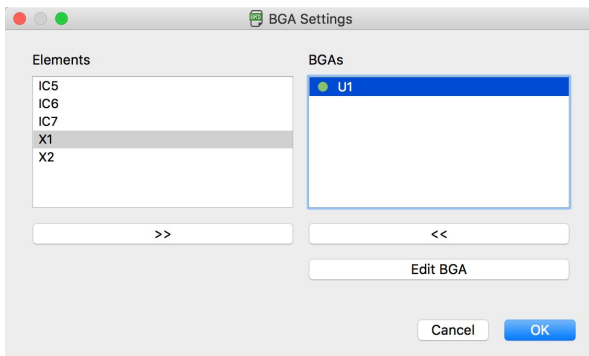 BGA Settings
Elements
BGAs
IC5
IC6
IC7
X1
X2
U1
>>
<<
Edit BGA
Cancel
OK